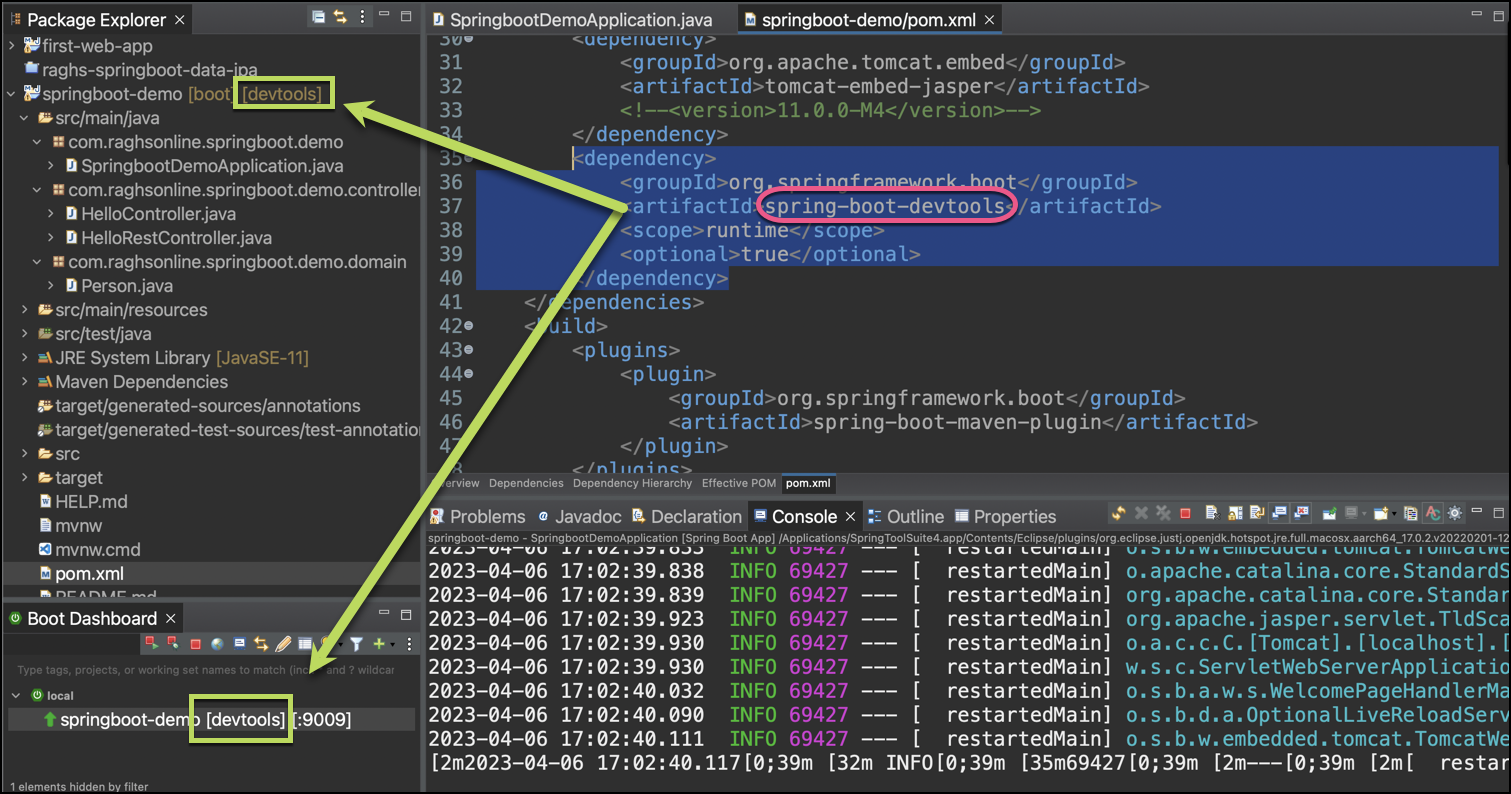 Package Explorer
first-web-app
raghs-springboot-data-jpa
springboot-demo [boot] [devtools]
src/main/java
com.raghsonline.springboot.demo
SpringbootDemoApplication.java
com.raghsonline.springboot.demo.controller
HelloController.java
HelloRestController.java
com.raghsonline.springboot.demo.domain
Person.java
src/main/resources
src/test/java
JRE System Library [JavaSE-11]
Maven Dependencies
target/generated-sources/annotations
target/generated-test-sources/test-annotatio
src
target
HELP.md
mvnw
mvnw.cmd
pom.xml
README.md
Boot Dashboard
Type tags, projects, or working set names to match (inc and ? wildcar
local
springboot-demo [devtools] [:9009]
1 elements hidden by filter
SpringbootDemoApplication.java
springboot-demo/pom.xml
30 <dependency>
31 <groupId>org.apache.tomcat.embed</groupId>
32 <artifactId>tomcat-embed-jasper</artifactId>
33 <!--<version>11.0.0-M4</version>-->
34 </dependency>
35 <dependency>
36 <groupId>org.springframework.boot</groupId>
37 <artifactId>spring-boot-devtools</artifactId>
38 <scope>runtime</scope>
39 <optional>true</optional>
40 </dependency>
41 </dependencies>
42 <build>
43 <plugins>
44 <plugin>
45 <groupId>org.springframework.boot</groupId>
46 <artifactId>spring-boot-maven-plugin</artifactId>
47 </plugin>
48 </plugins>
Overview Dependencies Dependency Hierarchy Effective POM pom.xml
Problems Javadoc Declaration Console Outline Properties
springboot-demo - SpringbootDemoApplication [Spring Boot App] /Applications/SpringToolSuite4.app/Contents/Eclipse/plugins/org.eclipse.justj.openjdk.hotspot.jre.full.macosx.aarch64_17.0.2.v20220201-12
2023-04-06 17:02:39.833 INFO 69427 --- [ restartedMain] o.s.b.w.embedded.tomcat.TomcatWe
2023-04-06 17:02:39.838 INFO 69427 --- [ restartedMain] o.apache.catalina.core.StandardS
2023-04-06 17:02:39.839 INFO 69427 --- [ restartedMain] org.apache.catalina.core.Standar
2023-04-06 17:02:39.923 INFO 69427 --- [ restartedMain] org.apache.jasper.servlet.TldSca
2023-04-06 17:02:39.930 INFO 69427 --- [ restartedMain] o.a.c.c.C.[Tomcat].[localhost].[
2023-04-06 17:02:39.930 INFO 69427 --- [ restartedMain] w.s.c.ServletWebServerApplicatio
2023-04-06 17:02:40.032 INFO 69427 --- [ restartedMain] o.s.b.a.w.s.WelcomePageHandlerMa
2023-04-06 17:02:40.090 INFO 69427 --- [ restartedMain] o.s.b.d.a.OptionalLiveReloadServ
2023-04-06 17:02:40.111 INFO 69427 --- [ restartedMain] o.s.b.w.embedded.tomcat.TomcatWe
[2m2023-04-06 17:02:40.117[0;39m [32m INFO[0;39m [35m69427[0;39m [2m---[0;39m [2m[ restar